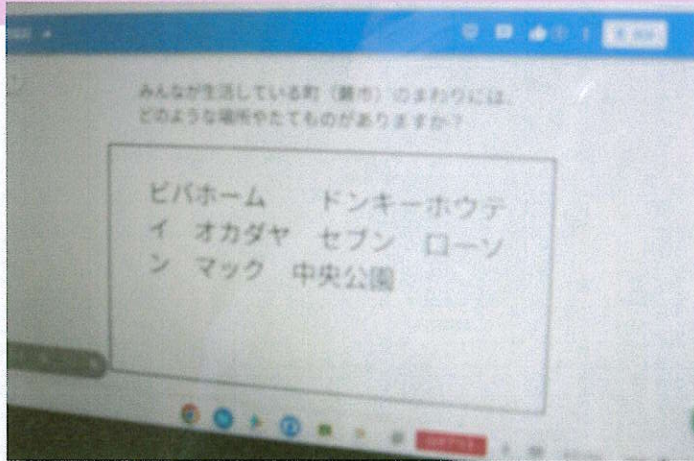 みんなが生活している町（蕨市）のまわりには、
どのような場所やたてものがありますか？
ビバホーム　　ドンキーホウテ
イ　オカダヤ　セブン　ローソ
ン　マック　中央公園